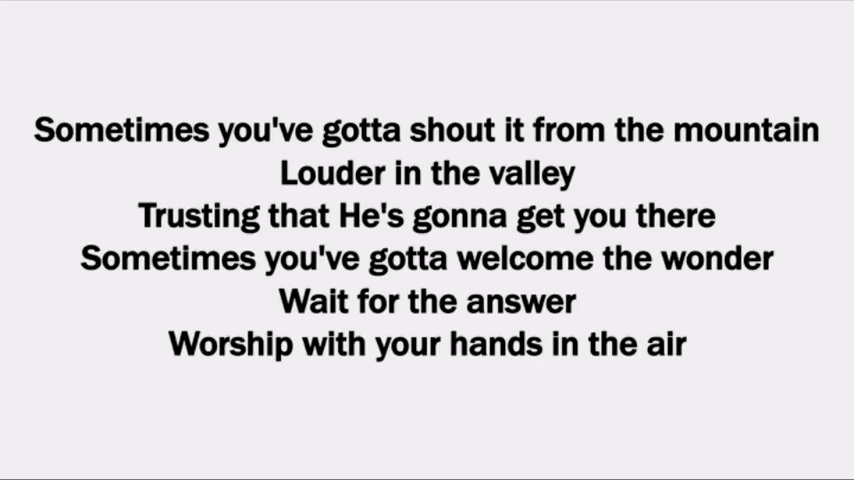 Sometimes you've gotta shout it from the mountain
Louder in the valley
Trusting that He's gonna get you there
Sometimes you've gotta welcome the wonder
Wait for the answer
Worship with your hands in the air